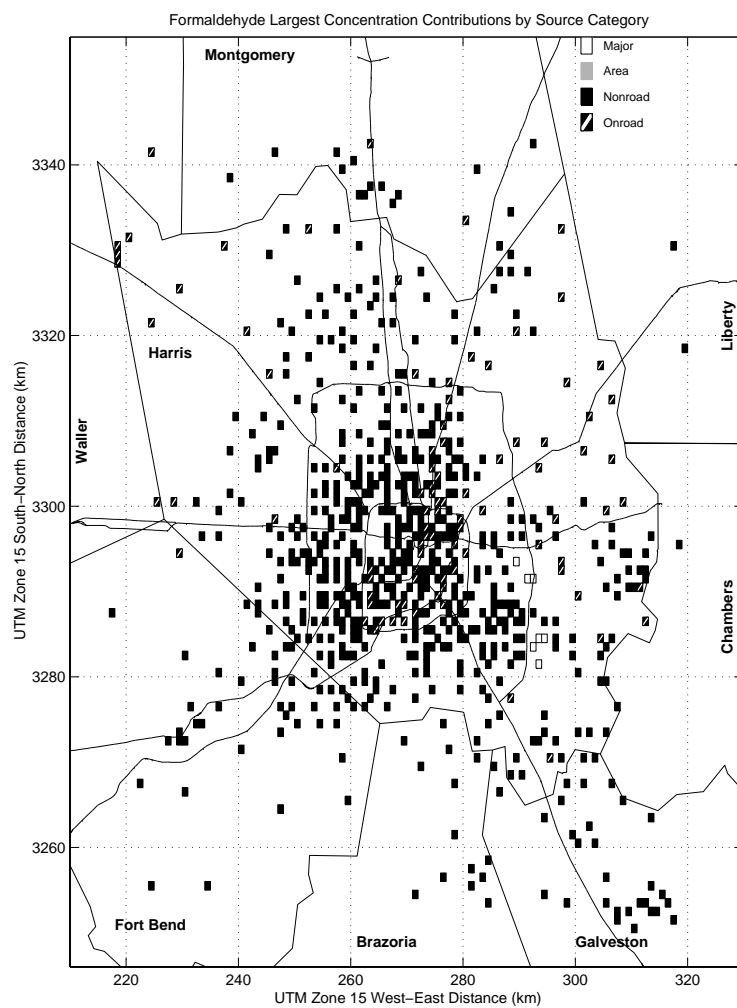 Formaldehyde Largest Concentration Contributions by Source Category
Montgomery
Major
Area
Nonroad
Onroad
3340
3320
3300
3280
3260
UTM Zone 15 South−North Distance (km)
Harris
Liberty
Waller
Chambers
Fort Bend
Brazoria
Galveston
220 240 260 280 300 320
UTM Zone 15 West−East Distance (km)